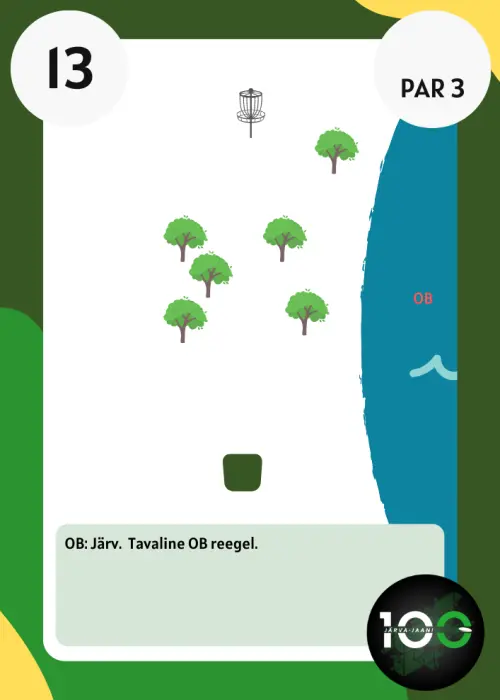 13
PAR 3
OB
OB: Järv. Tavaline OB reegel.
100
JÄRVA-JAANI